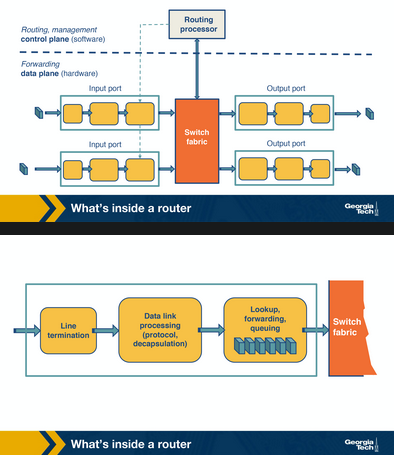 Routing
processor
Routing, management
control plane (software)
Forwarding
data plane (hardware)
Input port
Output port
Switch
fabric
Input port
Output port
What's inside a router
Georgia
Tech
Line
termination
Data link
processing
(protocol,
decapsulation)
Lookup,
forwarding,
queuing
Switch
fabric
What's inside a router
Georgia
Tech